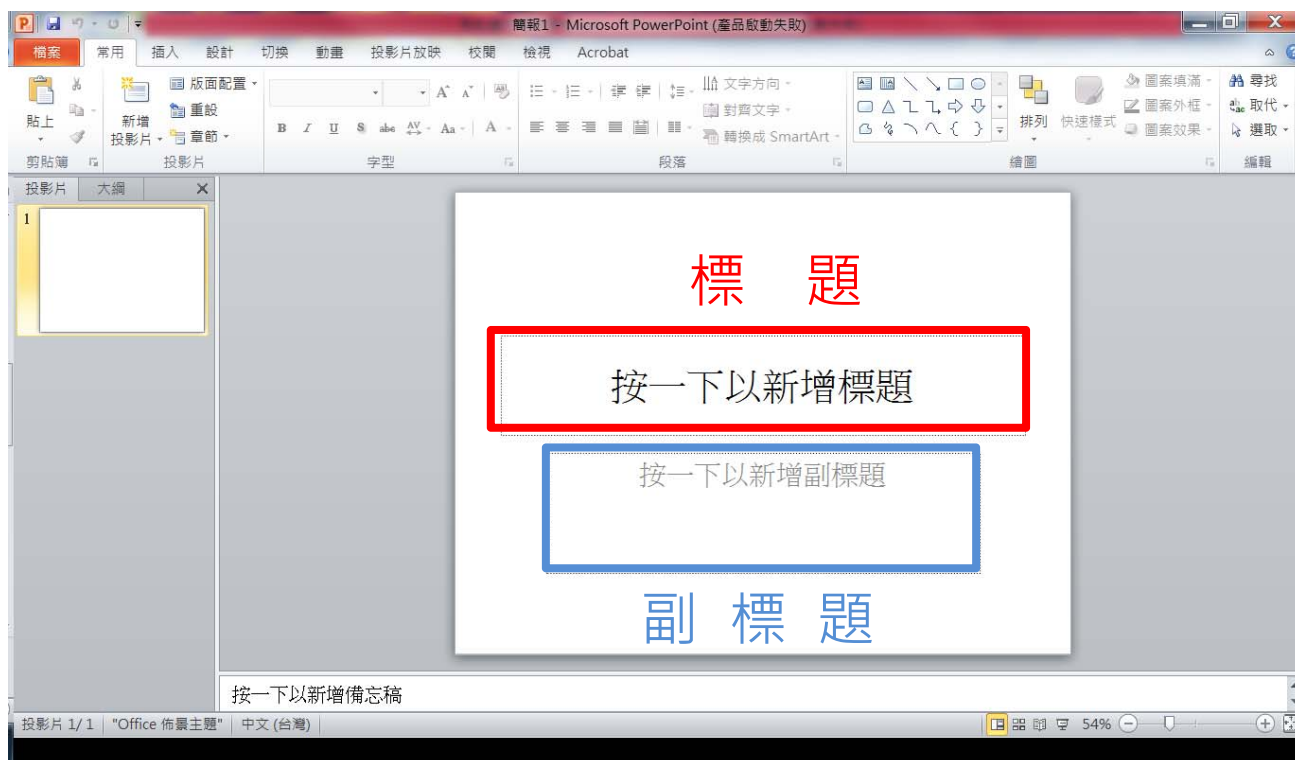 簡報1 - Microsoft PowerPoint (產品啟動失敗)
檔案 常用 插入 設計 切換 動畫 投影片放映 校閱 檢視 Acrobat
貼上
剪貼簿
新增
投影片
版面配置
重設
章節
投影片
B I U S abc AV Aa A
字型
文字方向
對齊文字
轉換成 SmartArt
段落
排列
快速樣式
圖案填滿
圖案外框
圖案效果
繪圖
尋找
取代
選取
編輯
投影片 大綱
1
標 題
按一下以新增標題
按一下以新增副標題
副 標 題
按一下以新增備忘稿
投影片 1/1 "Office 佈景主題" 中文 (台灣) 54%